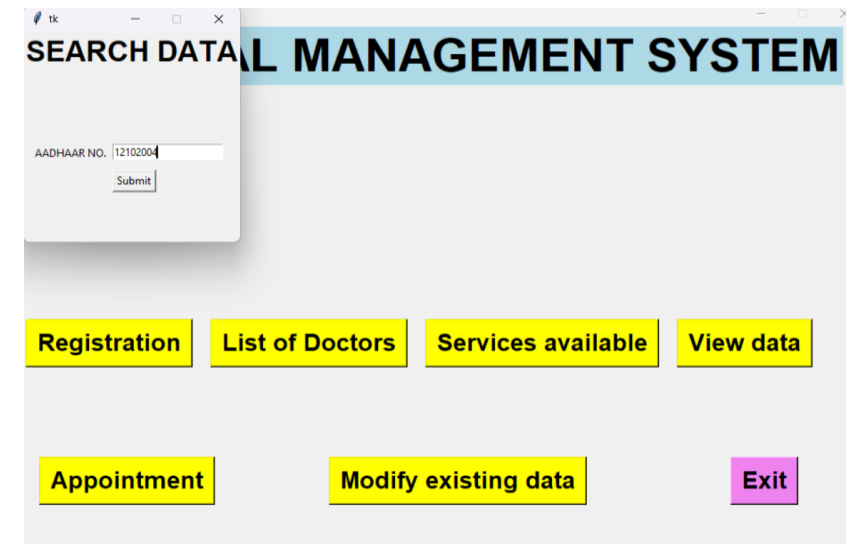 tk
SEARCH DATA
AL MANAGEMENT SYSTEM
AADHAAR NO. 12102004
Submit
Registration List of Doctors Services available View data
Appointment Modify existing data Exit